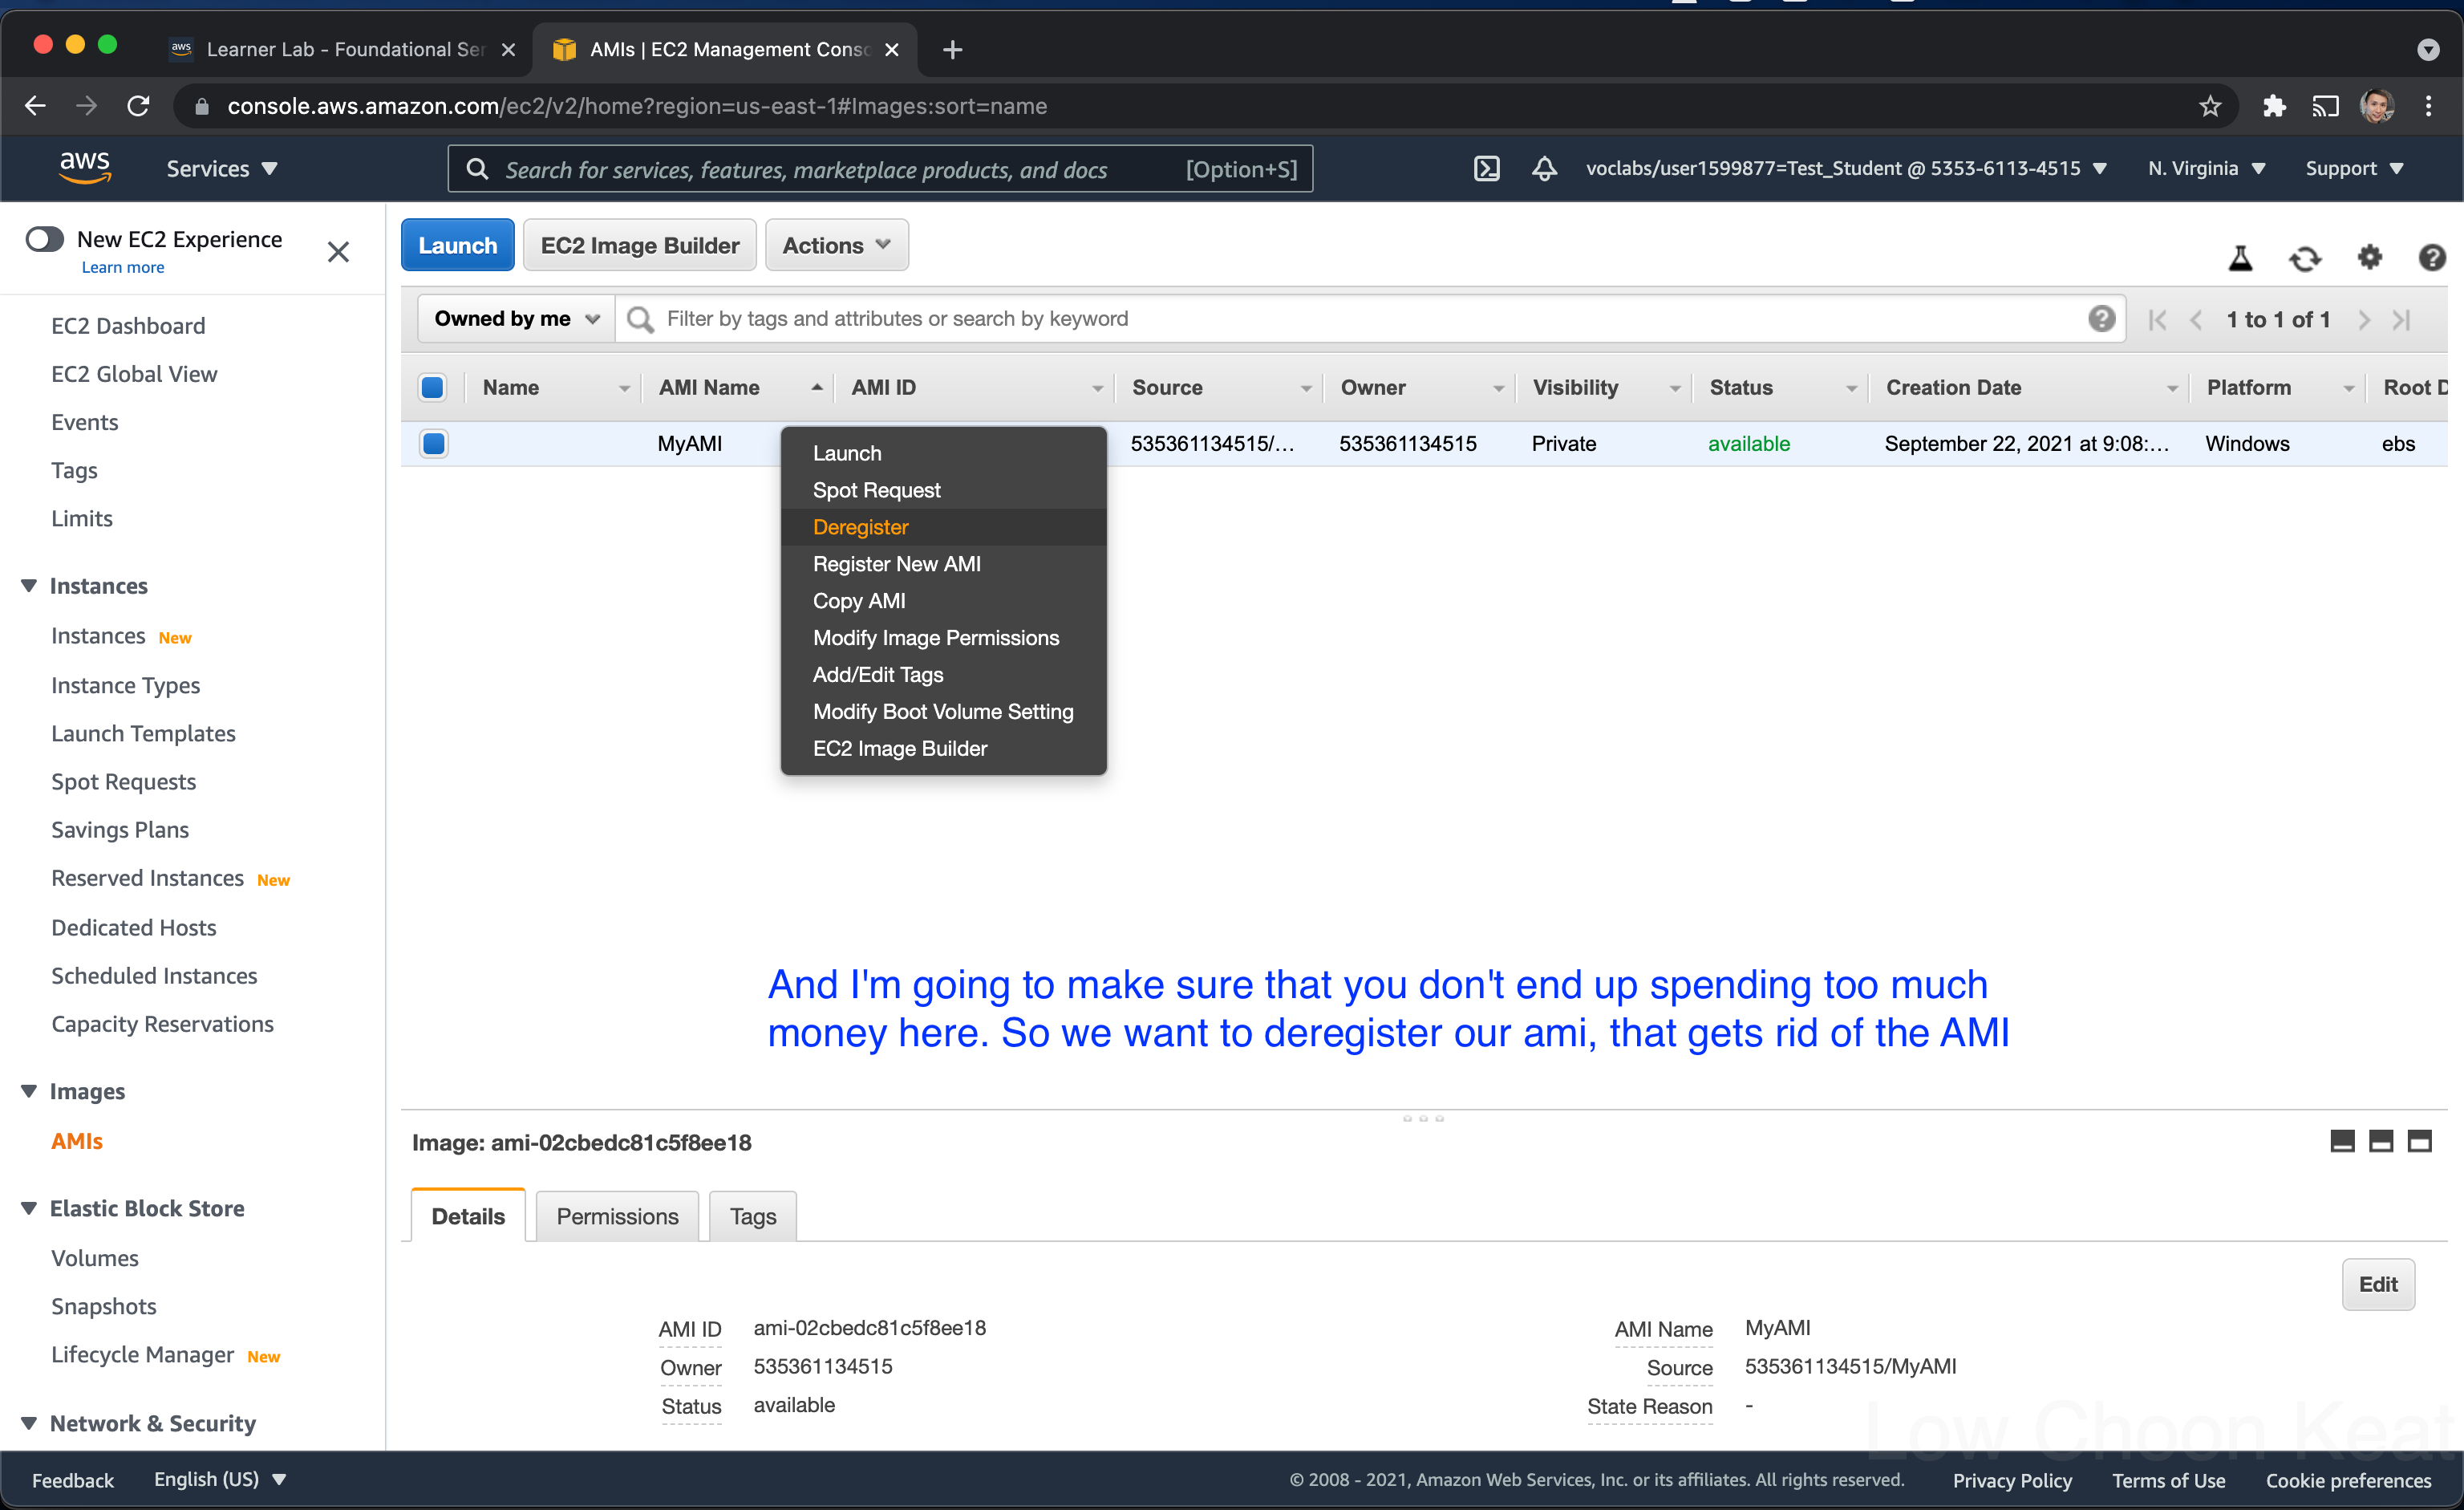 Learner Lab - Foundational Ser
AMIs | EC2 Management Conso
console.aws.amazon.com/ec2/v2/home?region=us-east-1#Images:sort=name
aws
Services
Search for services, features, marketplace products, and docs
[Option+S]
voclabs/user1599877=Test_Student @ 5353-6113-4515
N. Virginia
Support
New EC2 Experience
Learn more
EC2 Dashboard
EC2 Global View
Events
Tags
Limits
Instances
Instances New
Instance Types
Launch Templates
Spot Requests
Savings Plans
Reserved Instances New
Dedicated Hosts
Scheduled Instances
Capacity Reservations
Images
AMIs
Elastic Block Store
Volumes
Snapshots
Lifecycle Manager New
Network & Security
Launch
EC2 Image Builder
Actions
Owned by me
Filter by tags and attributes or search by keyword
1 to 1 of 1
Name AMI Name AMI ID Source Owner Visibility Status Creation Date Platform Root D
MyAMI 535361134515/... 535361134515 Private available September 22, 2021 at 9:08:... Windows ebs
Launch
Spot Request
Deregister
Register New AMI
Copy AMI
Modify Image Permissions
Add/Edit Tags
Modify Boot Volume Setting
EC2 Image Builder
And I'm going to make sure that you don't end up spending too much
money here. So we want to deregister our ami, that gets rid of the AMI
Image: ami-02cbedc81c5f8ee18
Details
Permissions
Tags
Edit
AMI ID ami-02cbedc81c5f8ee18
AMI Name MyAMI
Owner 535361134515
Source 535361134515/MyAMI
Status available
State Reason -
Low Choon Keat
Feedback
English (US)
© 2008 - 2021, Amazon Web Services, Inc. or its affiliates. All rights reserved.
Privacy Policy
Terms of Use
Cookie preferences